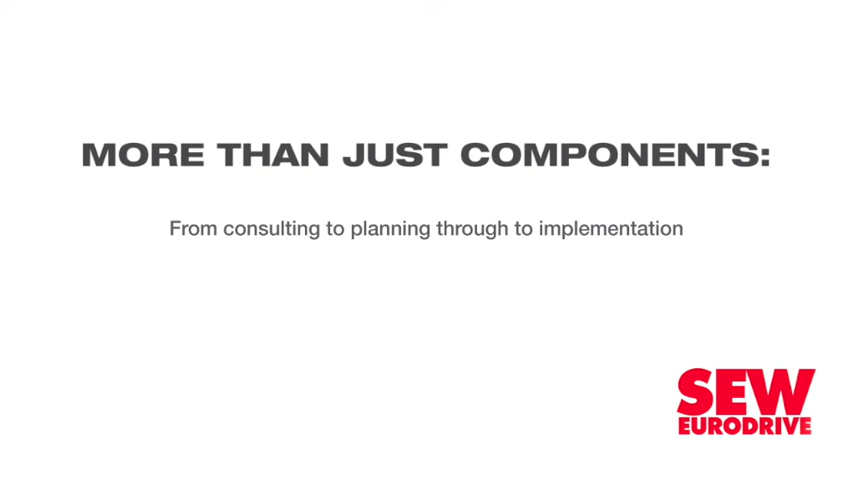 MORE THAN JUST COMPONENTS:
From consulting to planning through to implementation
SEW
EURODRIVE